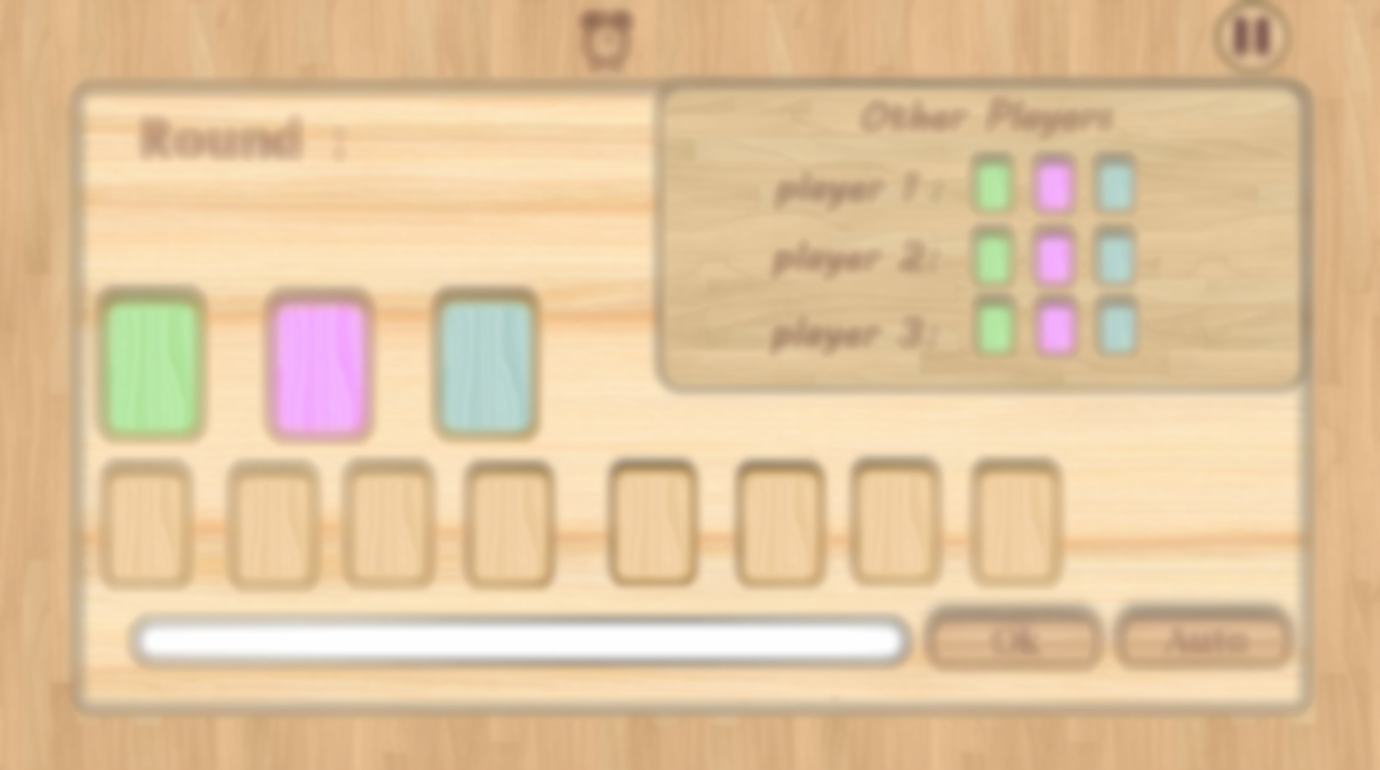 Round :
Other Players
player 1 :
player 2:
player 3:
Ok
Auto